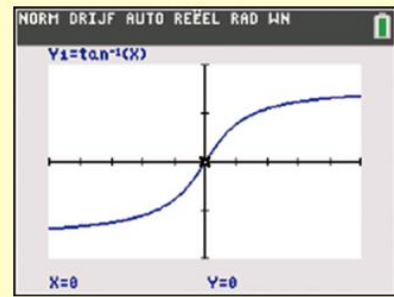 NORM DRIJF AUTO REËEL RAD WN
Y1=tan⁻¹(X)
X=0 Y=0